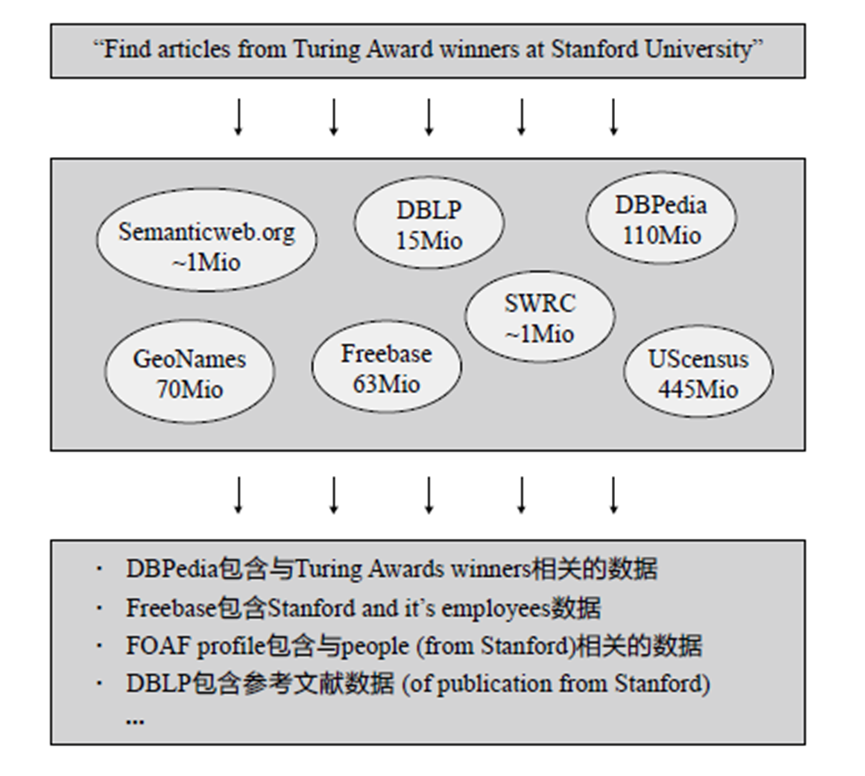 “Find articles from Turing Award winners at Stanford University”
Semanticweb.org
~1Mio
DBLP
15Mio
DBPedia
110Mio
SWRC
~1Mio
GeoNames
70Mio
Freebase
63Mio
UScensus
445Mio
· DBPedia包含与Turing Awards winners相关的数据
· Freebase包含Stanford and it’s employees数据
· FOAF profile包含与people (from Stanford)相关的数据
· DBLP包含参考文献数据 (of publication from Stanford)
...